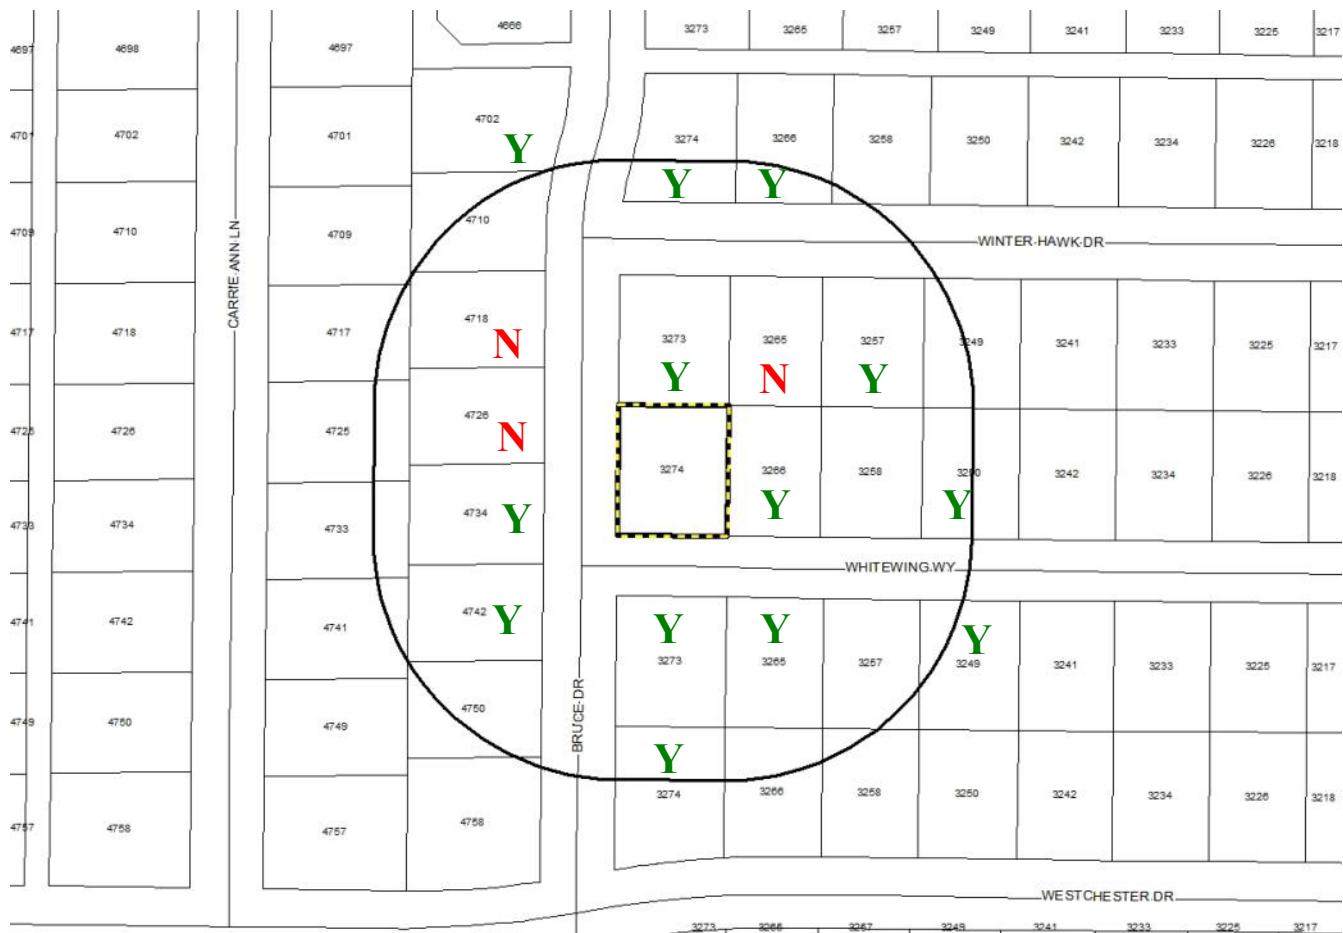 4666 3273 3265 3257 3249 3241 3233 3225 3217
4697 4698 4697
4702
Y
4701 4702 4701 3274 3266 3258 3250 3242 3234 3226 3218
Y Y
4710
4709 4710 4709
CARRIE ANN LN
WINTER HAWK DR
4718
N
4717 4718 4717 3273 3265 3257 3249 3241 3233 3225 3217
Y N Y
4726
N
4725 4726 4725
3274 3266 3258 3250 3242 3234 3226 3218
Y Y
4734
Y
4733 4734 4733
WHITEWING WY
4742
Y
4741 4742 4741
Y Y Y
3273 3265 3257 3249 3241 3233 3225 3217
4750
4749 4750 4749
BRUCE DR
Y
3274 3266 3258 3250 3242 3234 3226 3218
4757 4758 4757 4758
WESTCHESTER DR
3273 3266 3267 3249 3241 3233 3225 3217